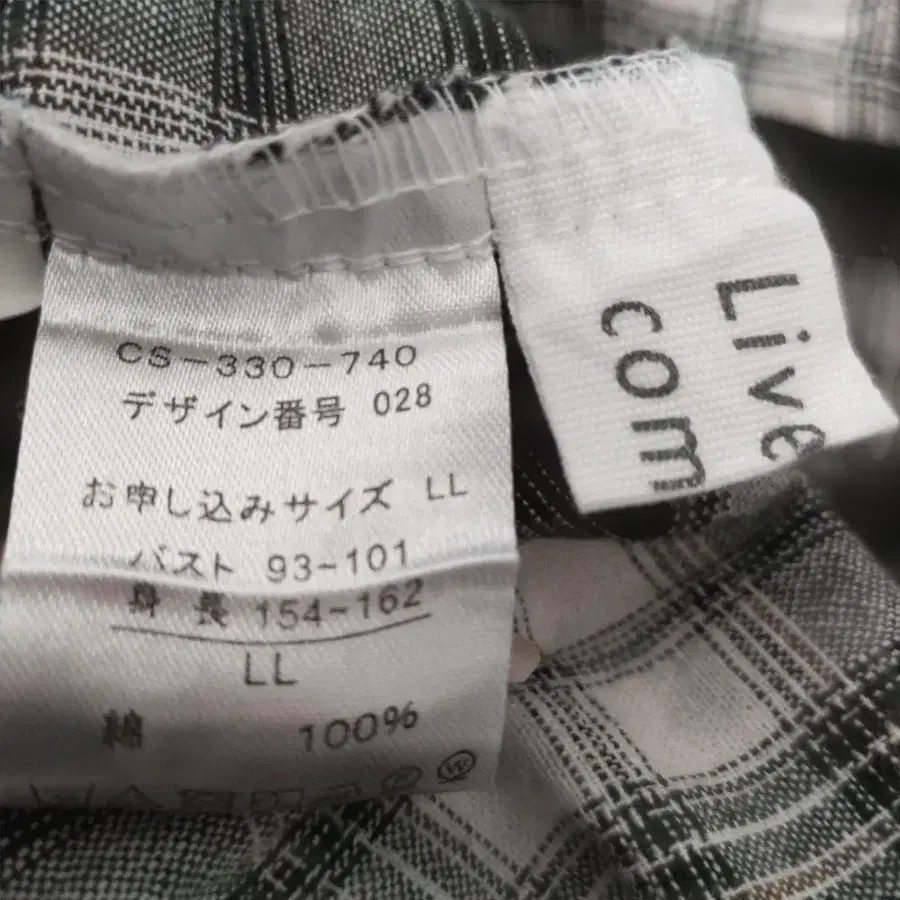 CS-330-740
デザイン番号 028
お申し込みサイズ LL
バスト 93~101
身長 154~162
LL
綿 100%
P W
Live
com